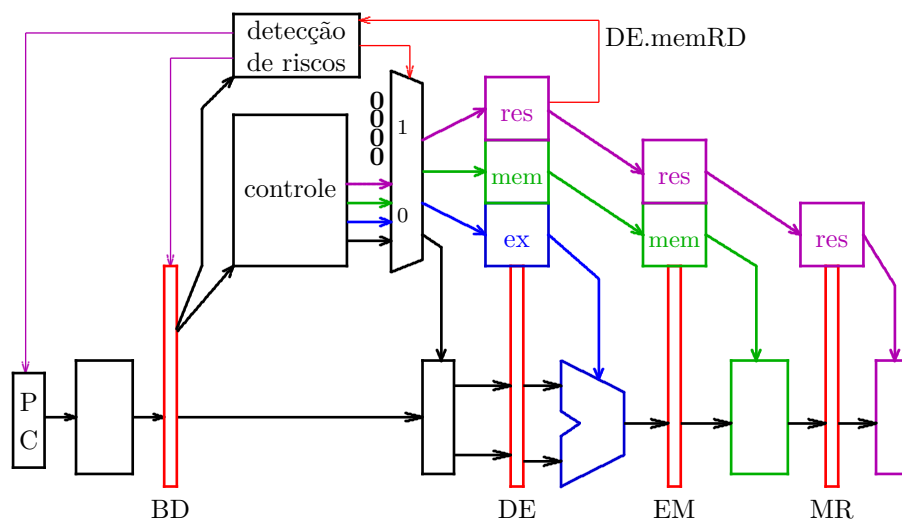 detecção
de riscos
DE.memRD
0
0
0
0
1
res
controle
mem
res
0
ex
mem
res
P
C
BD
DE
EM
MR